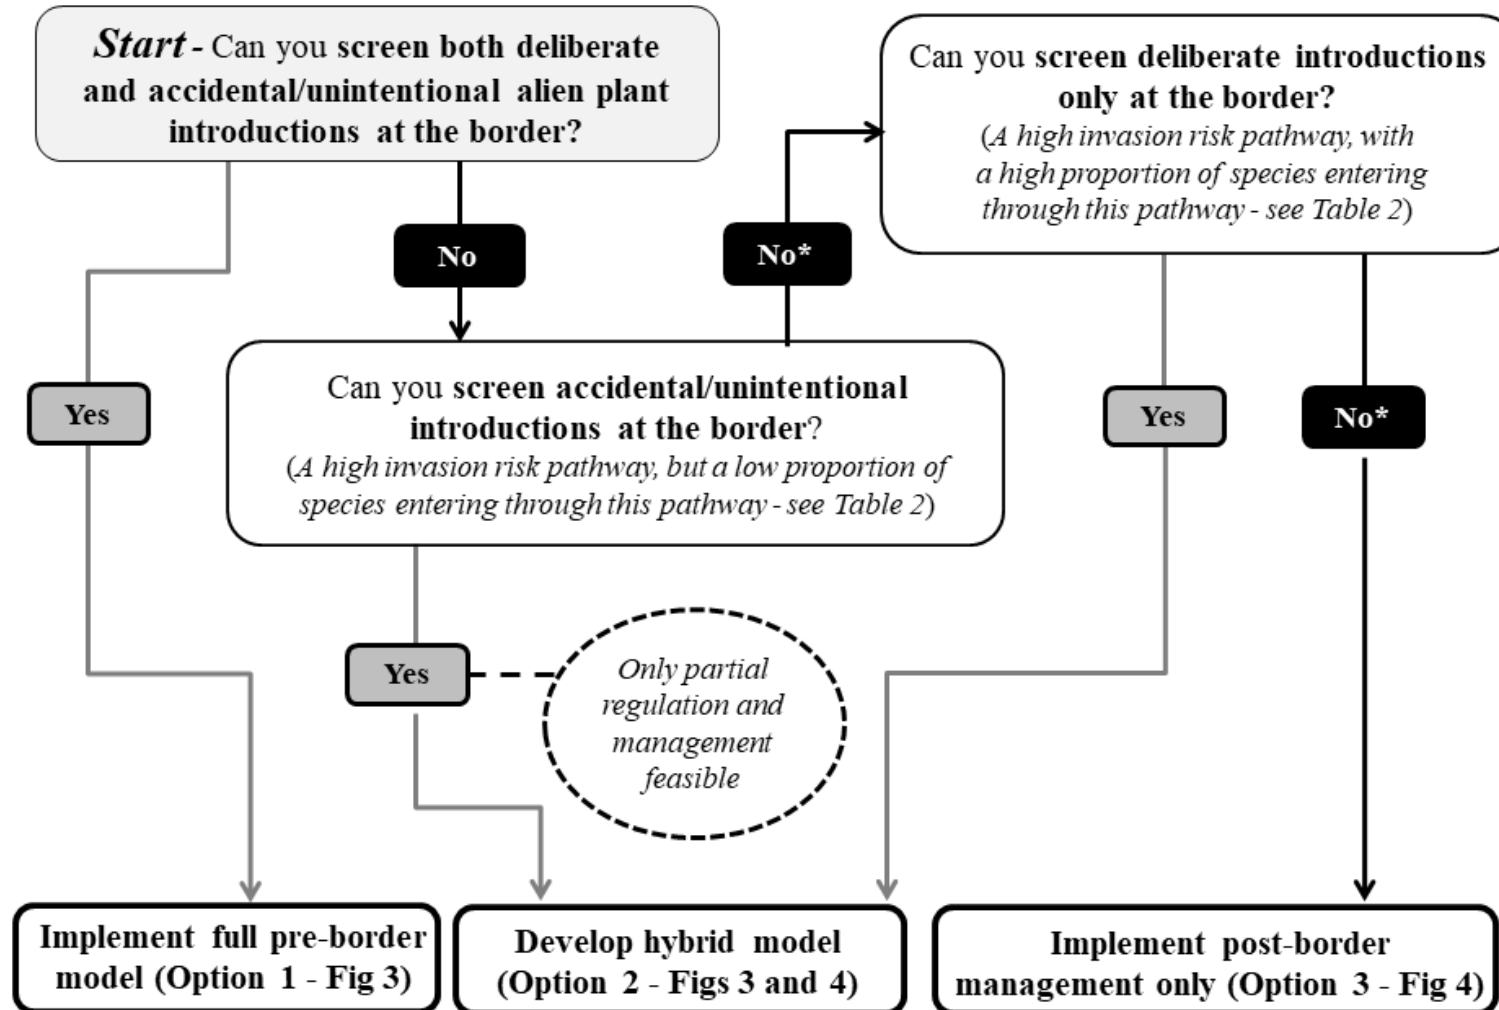 Start - Can you screen both deliberate
and accidental/unintentional alien plant
introductions at the border?
Can you screen deliberate introductions
only at the border?
(A high invasion risk pathway, with
a high proportion of species entering
through this pathway - see Table 2)
No
No*
Can you screen accidental/unintentional
introductions at the border?
(A high invasion risk pathway, but a low proportion of
species entering through this pathway - see Table 2)
Yes
Yes
No*
Yes
Only partial
regulation and
management
feasible
Implement full pre-border
model (Option 1 - Fig 3)
Develop hybrid model
(Option 2 - Figs 3 and 4)
Implement post-border
management only (Option 3 - Fig 4)